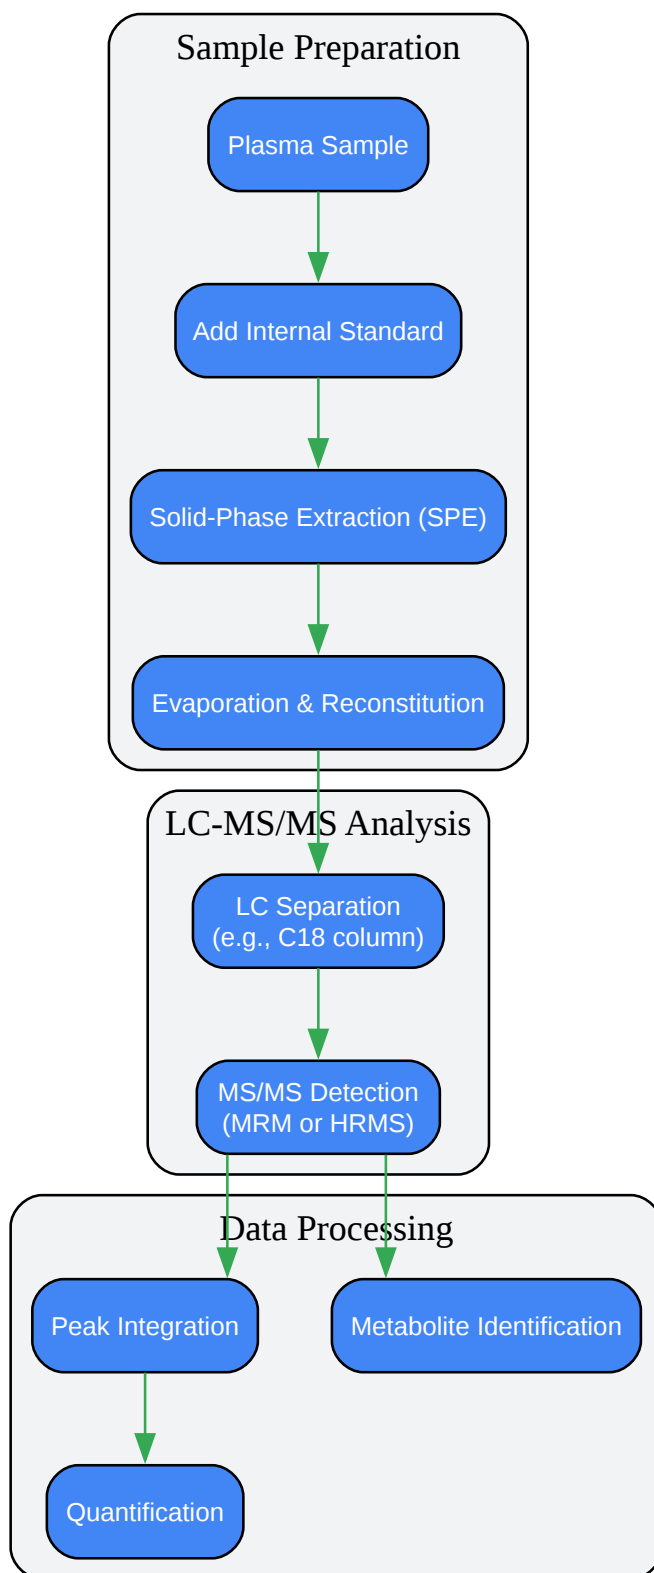 Sample Preparation
Plasma Sample
Add Internal Standard
Solid-Phase Extraction (SPE)
Evaporation & Reconstitution
LC-MS/MS Analysis
LC Separation
(e.g., C18 column)
MS/MS Detection
(MRM or HRMS)
Data Processing
Peak Integration
Metabolite Identification
Quantification